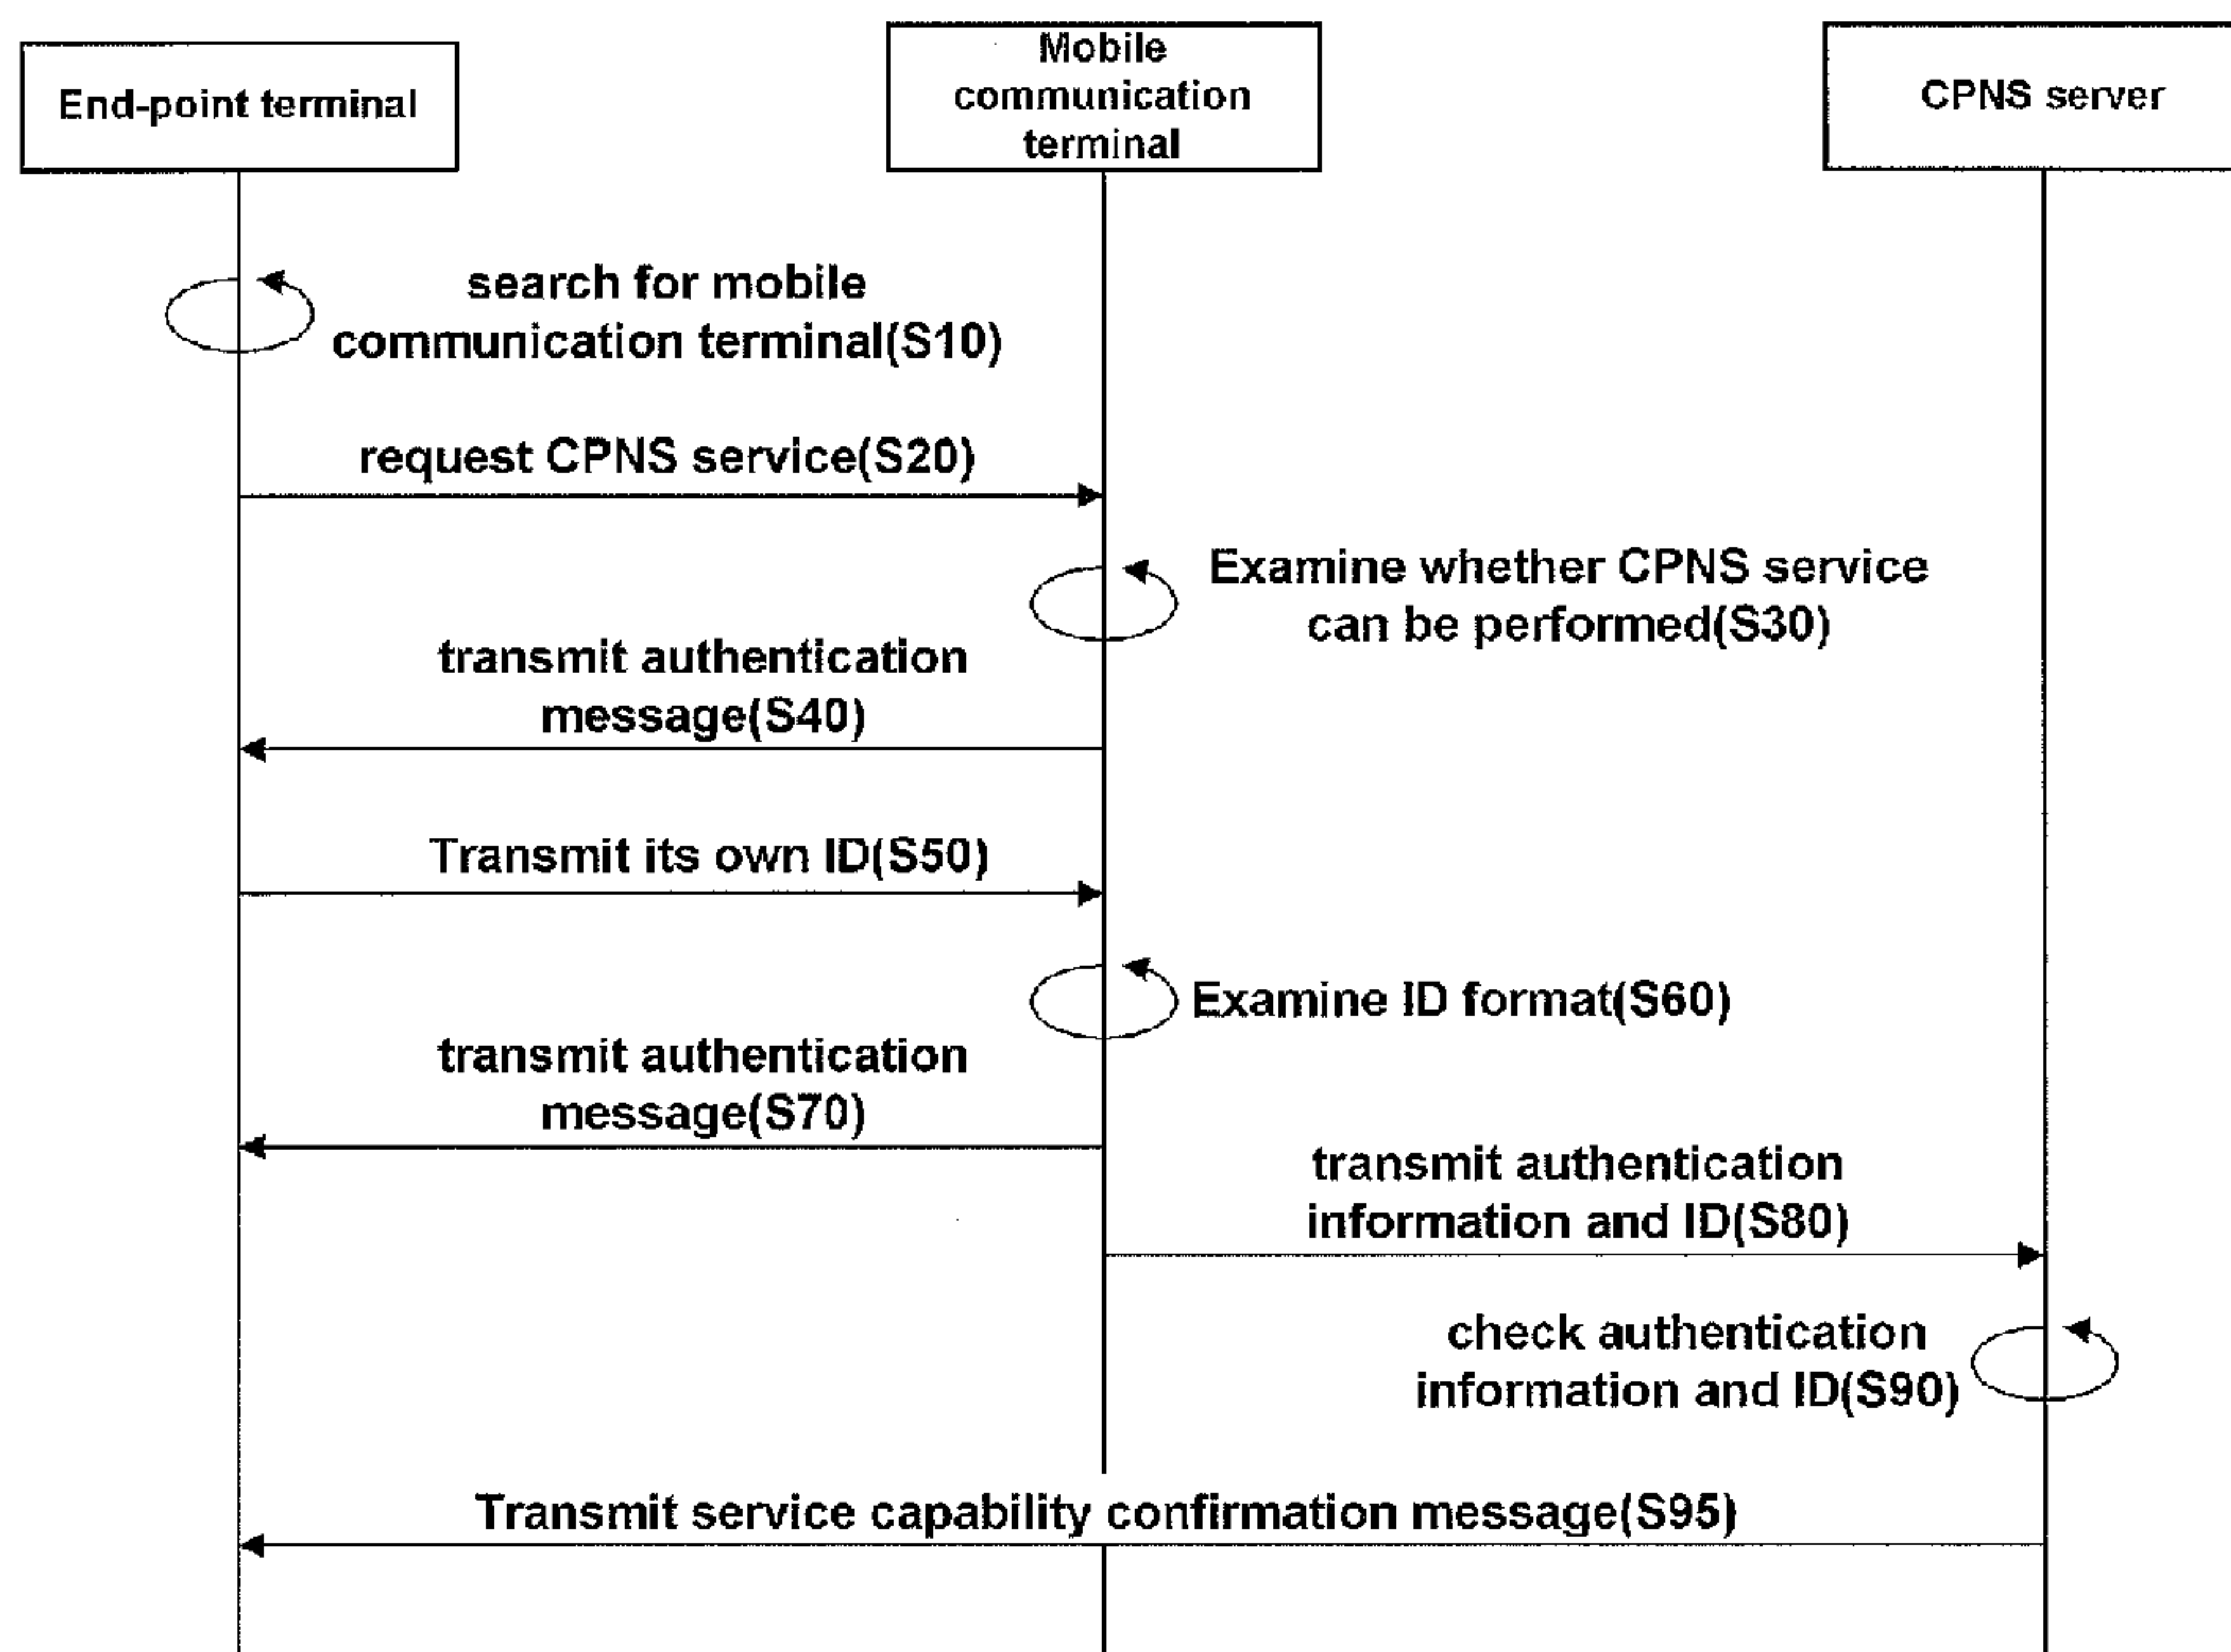 End-point terminal
Mobile
communication
terminal
CPNS server
search for mobile
communication terminal(S10)
request CPNS service(S20)
Examine whether CPNS service
can be performed(S30)
transmit authentication
message(S40)
Transmit its own ID(S50)
Examine ID format(S60)
transmit authentication
message(S70)
transmit authentication
information and ID(S80)
check authentication
information and ID(S90)
Transmit service capability confirmation message(S95)